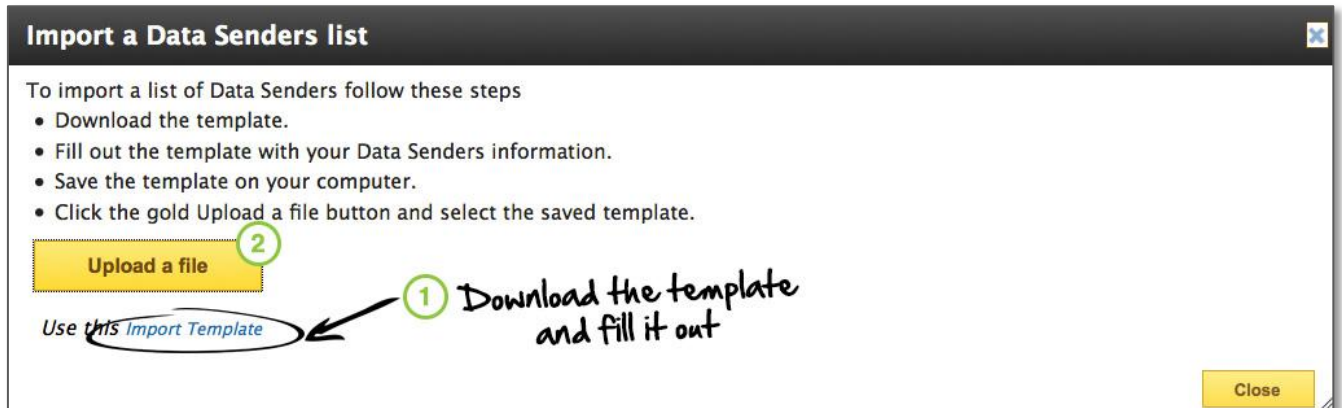 Import a Data Senders list
To import a list of Data Senders follow these steps
• Download the template.
• Fill out the template with your Data Senders information.
• Save the template on your computer.
• Click the gold Upload a file button and select the saved template.
2
Upload a file
1 Download the template
and fill it out
Use this Import Template
Close